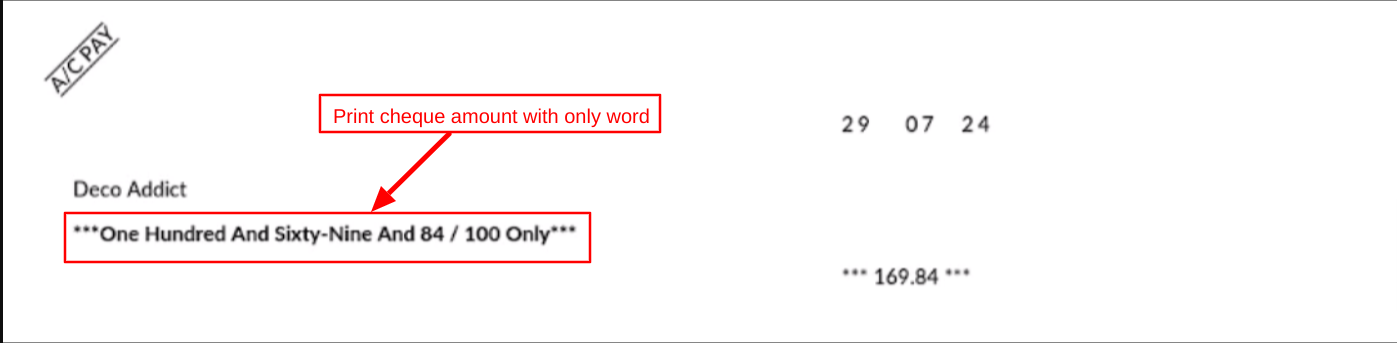 A/C PAY
Print cheque amount with only word
29 07 24
Deco Addict
***One Hundred And Sixty-Nine And 84 / 100 Only***
*** 169.84 ***